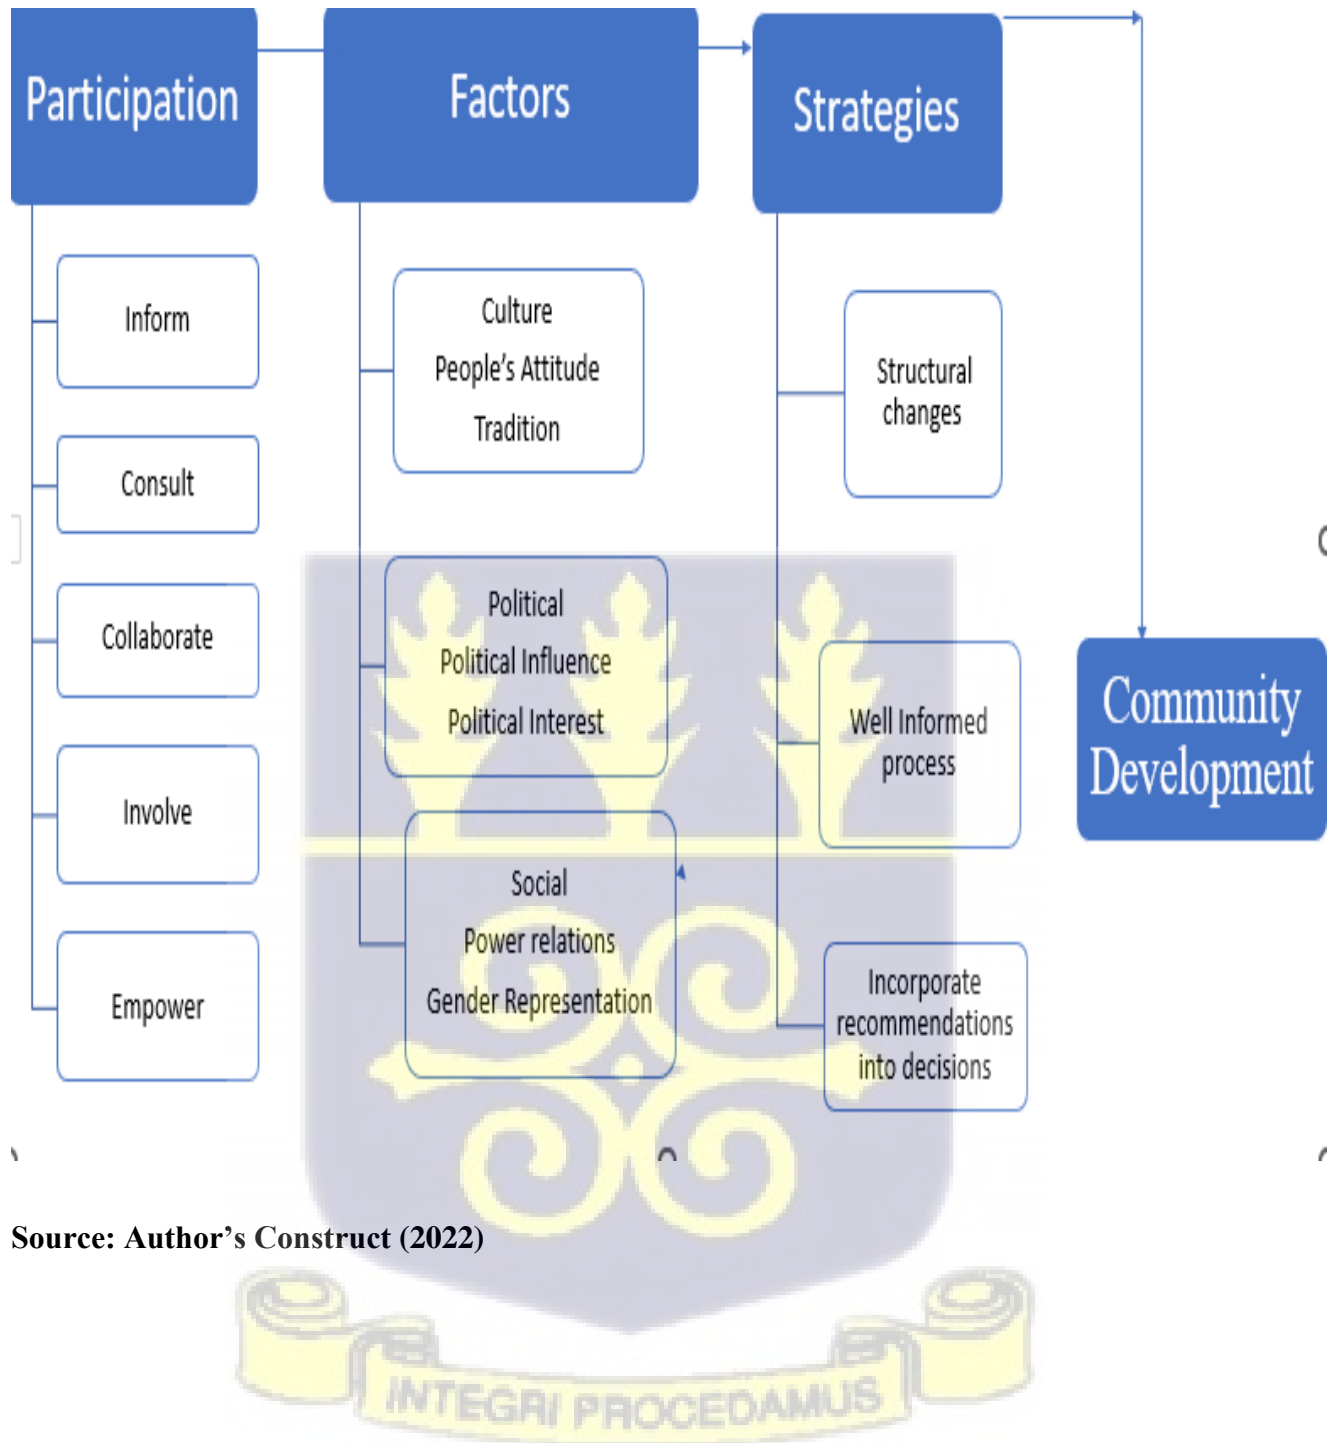 Participation
Inform
Consult
Collaborate
Involve
Empower
Factors
Culture
People's Attitude
Tradition
Political
Political Influence
Political Interest
Social
Power relations
Gender Representation
Strategies
Structural
changes
Well Informed
process
Incorporate
recommendations
into decisions
Community
Development
Source: Author's Construct (2022)
INTEGRI PROCEDAMUS